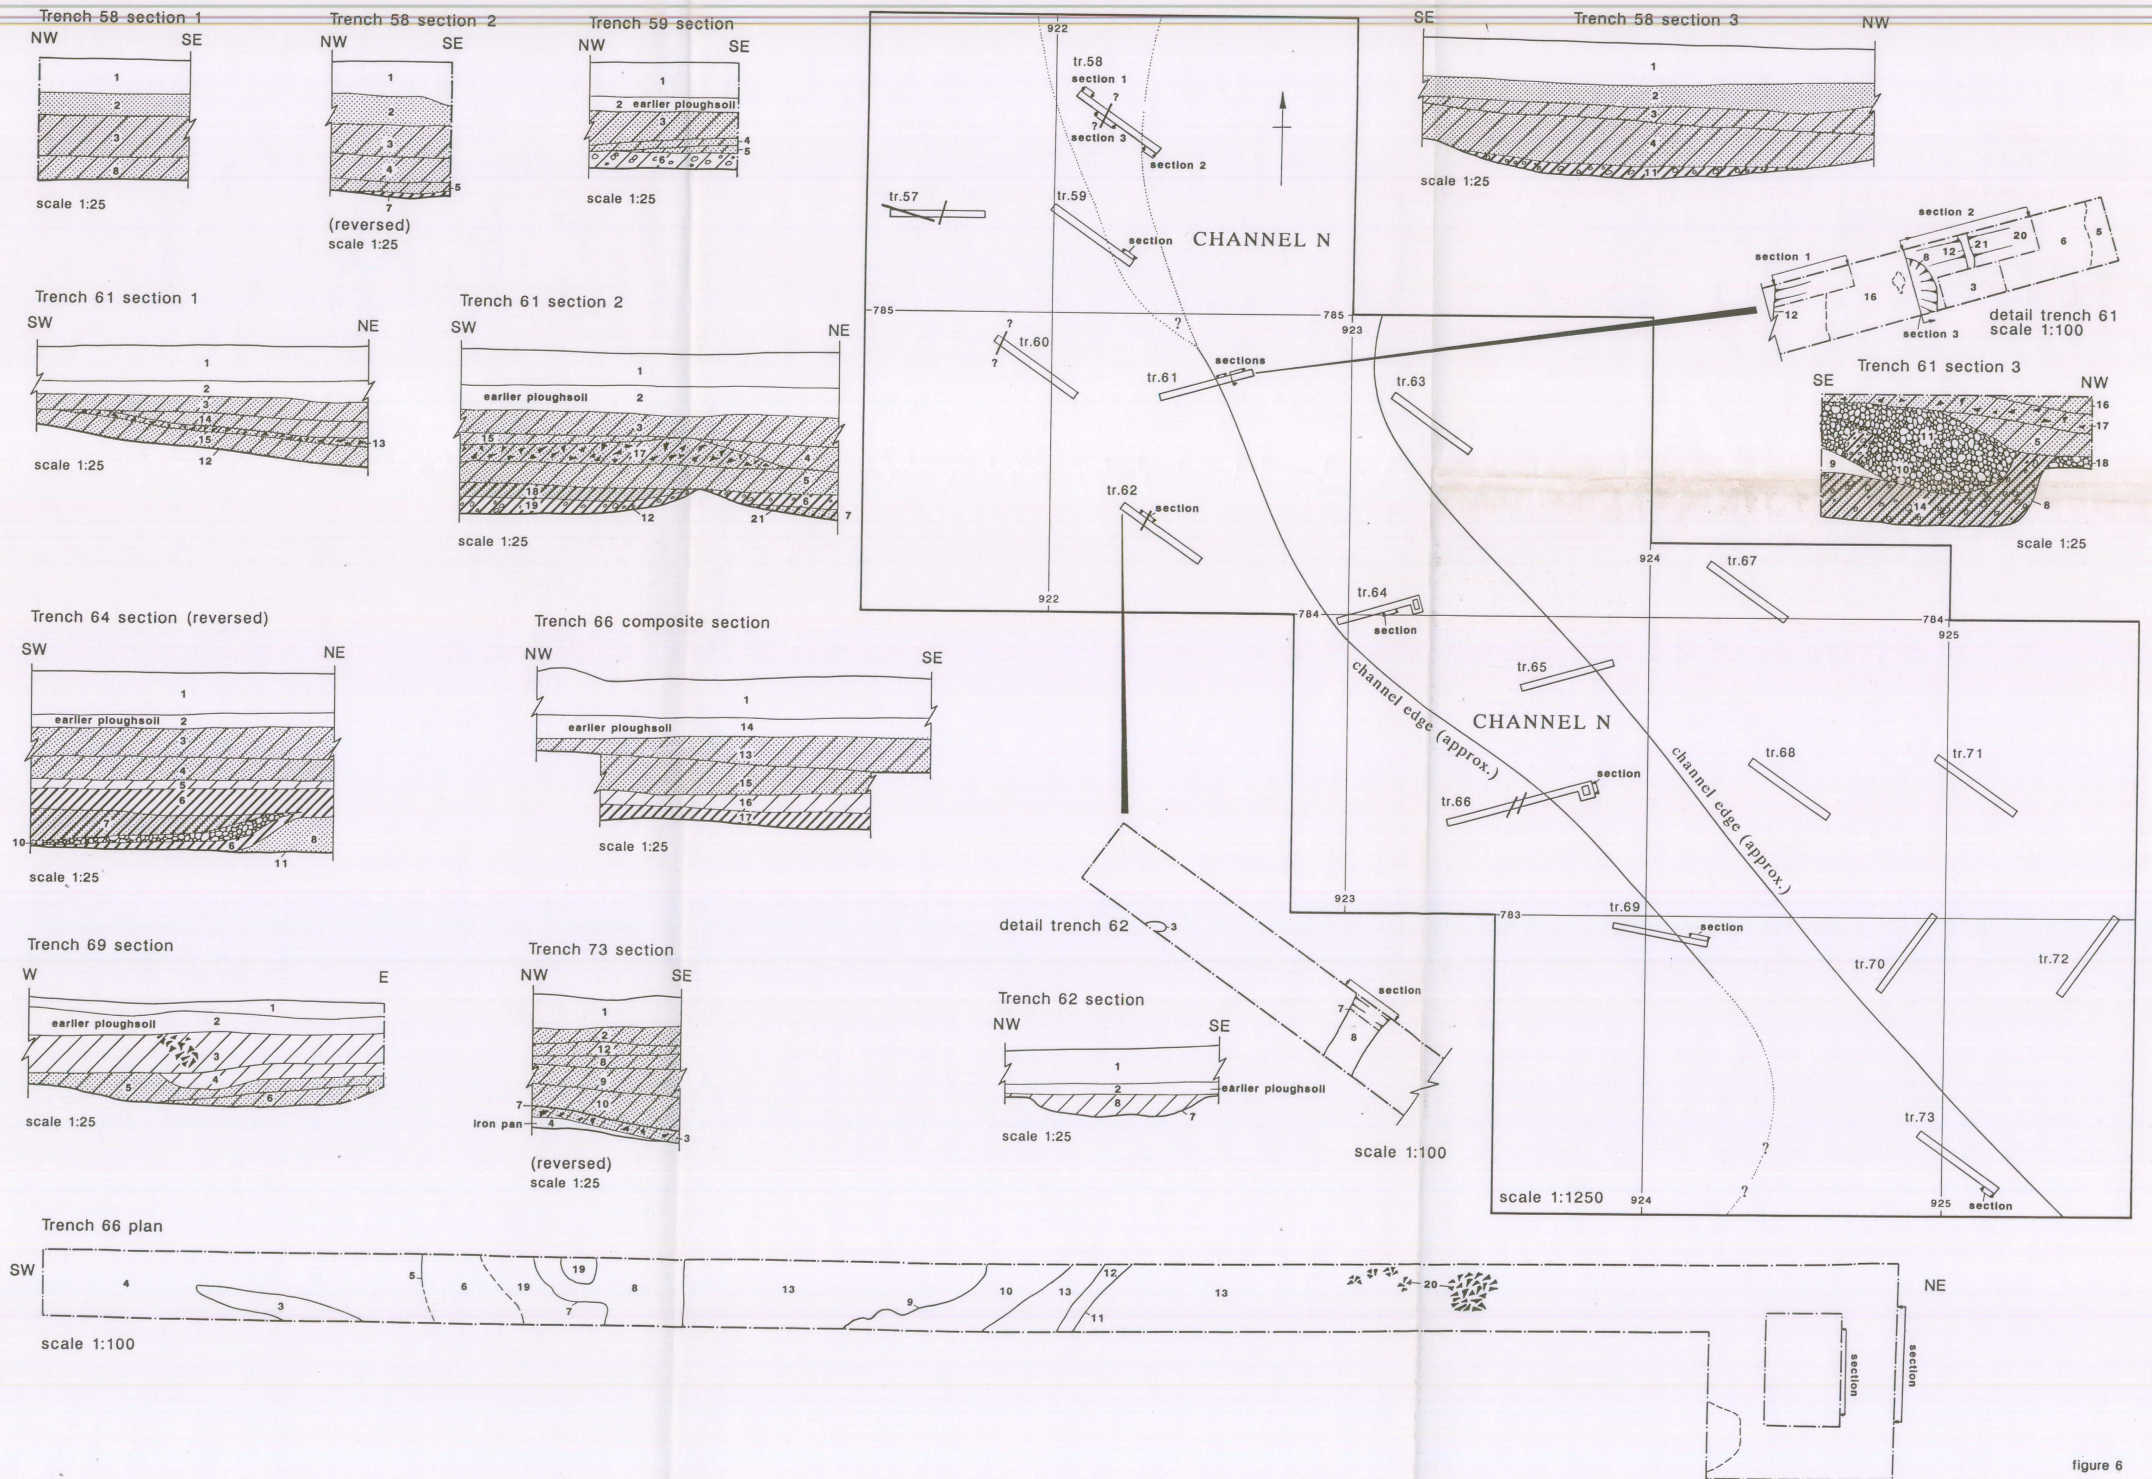 Trench 58 section 1
NW SE
1
2
3
8
scale 1:25
Trench 58 section 2
NW SE
1
2
3
4
5
7
(reversed)
scale 1:25
Trench 59 section
NW SE
1
2 earlier ploughsoil
3
4
5
6
scale 1:25
Trench 58 section 3
SE NW
1
2
3
4
11
scale 1:25
Trench 61 section 1
SW NE
1
2
3
14
15
13
12
scale 1:25
Trench 61 section 2
SW NE
1
earlier ploughsoil 2
3
15
17
4
5
18
6
19
12
21
7
scale 1:25
922
tr.58
section 1
?
?
section 3
section 2
tr.57
tr.59
section
CHANNEL N
785
785
923
?
?
tr.60
?
sections
tr.61
tr.63
tr.62
section
924
tr.67
922
tr.64
784
section
784
925
tr.65
channel edge (approx.)
CHANNEL N
channel edge (approx.)
tr.68
tr.71
section
tr.66
923
783
tr.69
section
tr.70
tr.72
tr.73
?
?
scale 1:1250
924
925
section
section 2
section 1
8
12
21
20
6
5
16
3
12
section 3
detail trench 61
scale 1:100
Trench 61 section 3
SE NW
16
11
17
5
9
10
18
8
14
scale 1:25
Trench 64 section (reversed)
SW NE
1
earlier ploughsoil 2
3
4
5
6
7
10
6
8
11
scale 1:25
Trench 66 composite section
NW SE
1
earlier ploughsoil 14
13
15
16
17
scale 1:25
Trench 69 section
W E
1
earlier ploughsoil 2
3
4
5
6
scale 1:25
Trench 73 section
NW SE
1
2
12
8
9
10
7
iron pan 4
3
(reversed)
scale 1:25
detail trench 62
3
section
7
8
scale 1:100
Trench 62 section
NW SE
1
2 earlier ploughsoil
8
7
scale 1:25
Trench 66 plan
SW NE
4
3
5
6
19
19
7
8
13
9
10
13
12
11
13
20
section
section
scale 1:100
figure 6